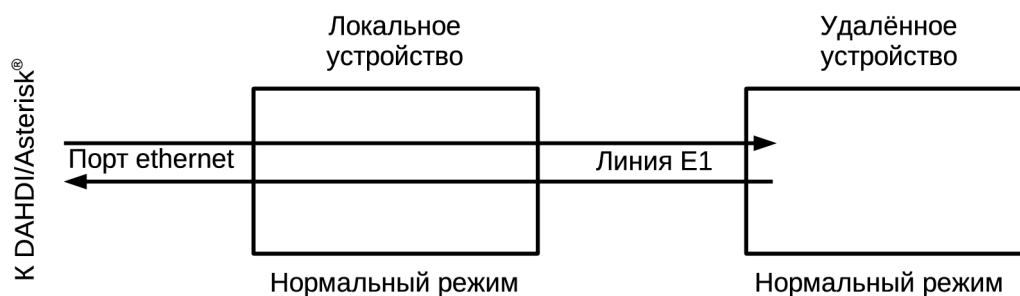 Локальное
устройство
Удалённое
устройство
К DAHDI/Asterisk®
Порт ethernet
Линия E1
Нормальный режим
Нормальный режим